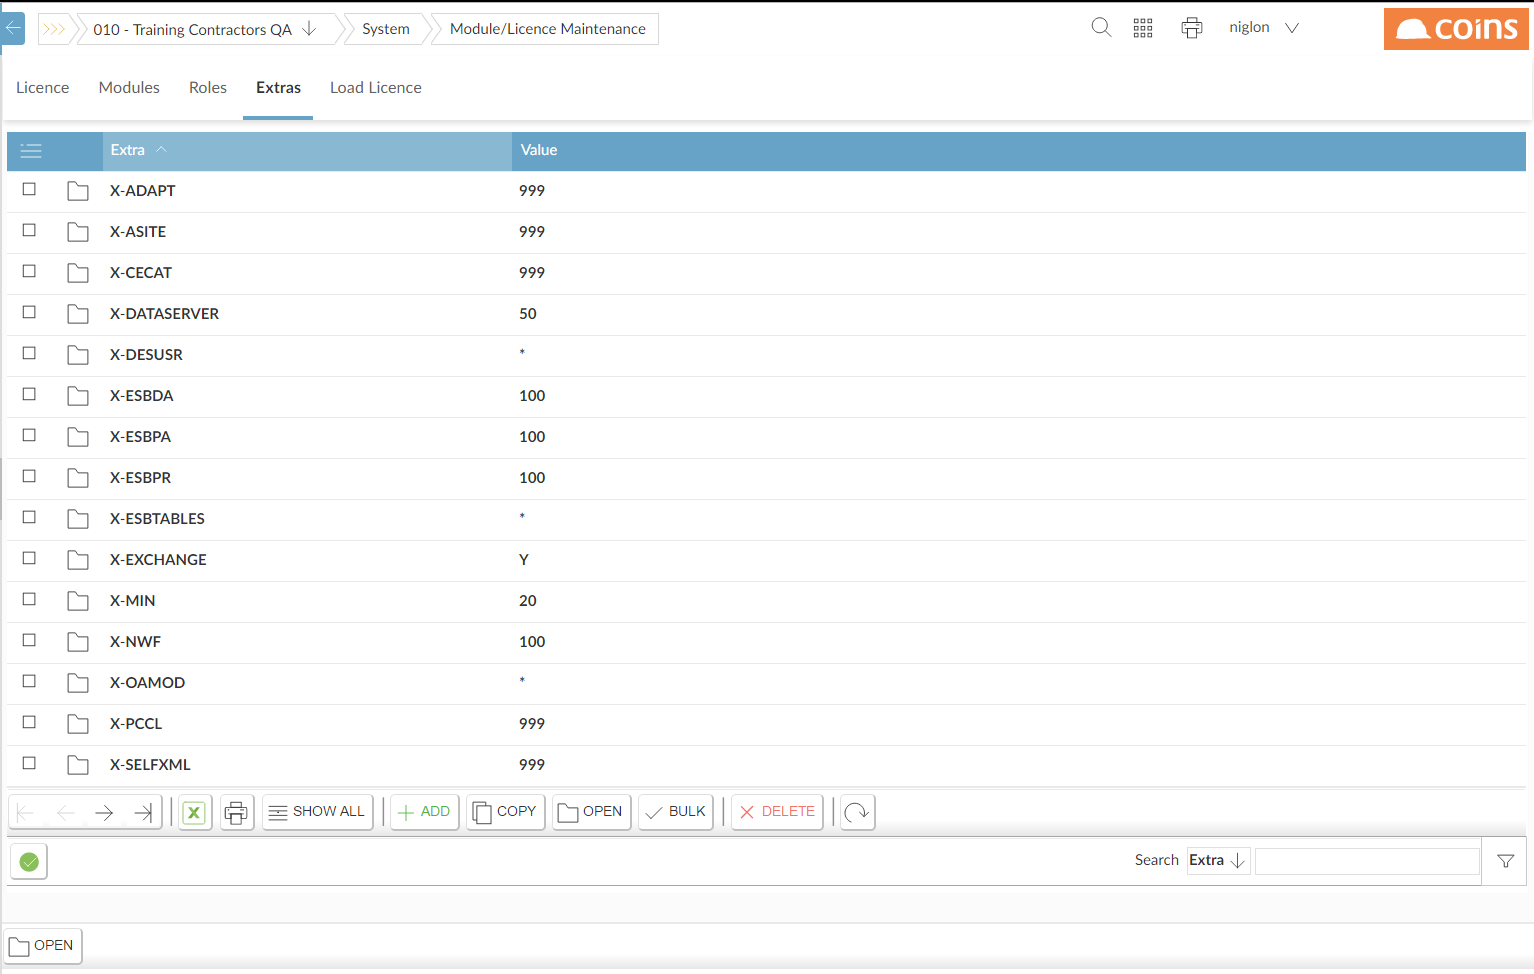 010 - Training Contractors QA System Module/Licence Maintenance niglon coins
Licence Modules Roles Extras Load Licence
Extra Value
X-ADAPT 999
X-ASITE 999
X-CECAT 999
X-DATASERVER 50
X-DESUSR *
X-ESBDA 100
X-ESBPA 100
X-ESBPR 100
X-ESBTABLES *
X-EXCHANGE Y
X-MIN 20
X-NWF 100
X-OAMOD *
X-PCCL 999
X-SELFXML 999
X SHOW ALL ADD COPY OPEN BULK DELETE
Search Extra
OPEN